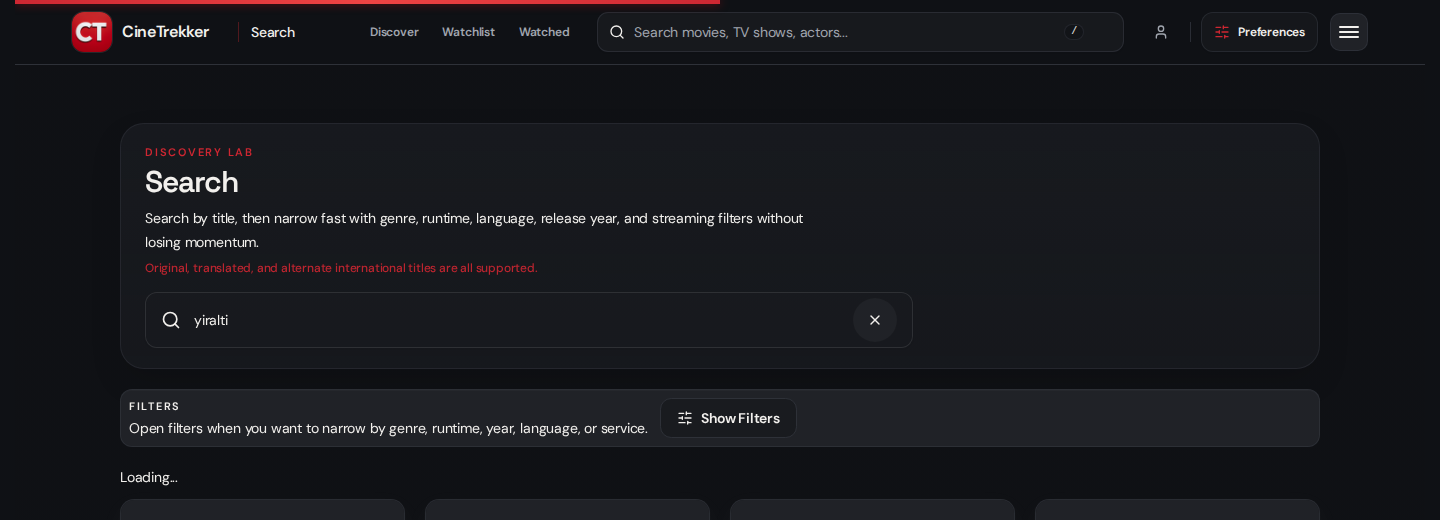 CT CineTrekker Search Discover Watchlist Watched Search movies, TV shows, actors... / Preferences
DISCOVERY LAB
Search
Search by title, then narrow fast with genre, runtime, language, release year, and streaming filters without
losing momentum.
Original, translated, and alternate international titles are all supported.
yiralti
FILTERS
Open filters when you want to narrow by genre, runtime, year, language, or service.
Show Filters
Loading...